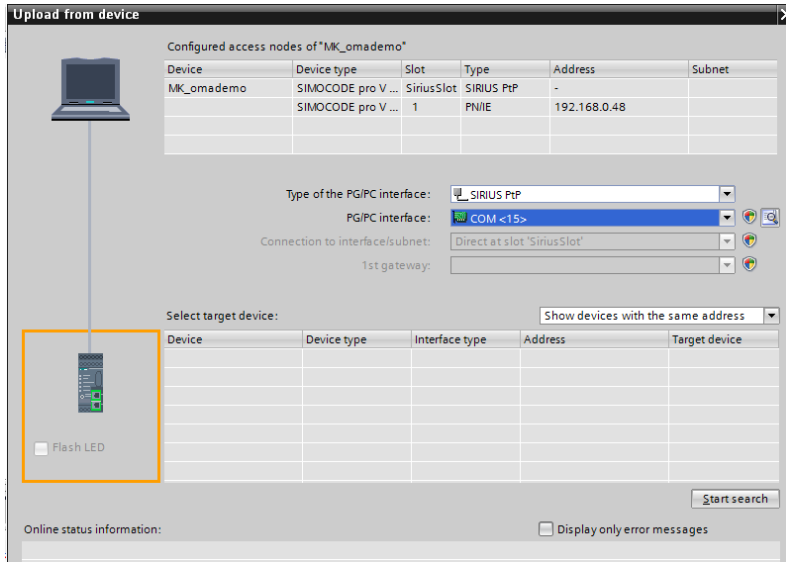 Upload from device
Configured access nodes of "MK_omademo"
Device Device type Slot Type Address Subnet
MK_omademo SIMOCODE pro V ... SiriusSlot SIRIUS PtP -
SIMOCODE pro V ... 1 PN/IE 192.168.0.48
Type of the PG/PC interface: SIRIUS PtP
PG/PC interface: COM <15>
Connection to interface/subnet: Direct at slot 'SiriusSlot'
1st gateway:
Select target device: Show devices with the same address
Device Device type Interface type Address Target device
Flash LED
Start search
Online status information: Display only error messages